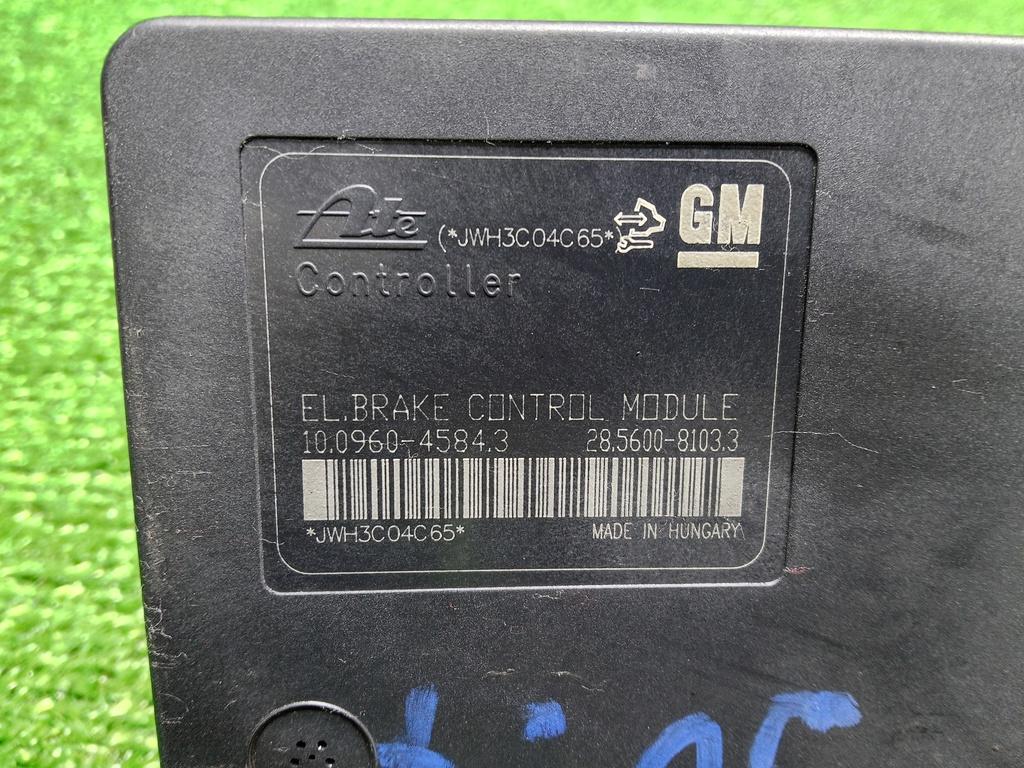 Ate (*JWH3C04C65*) GM
Controller
EL.BRAKE CONTROL MODULE
10.0960-4584.3 28.5600-8103.3
*JWH3C04C65* MADE IN HUNGARY